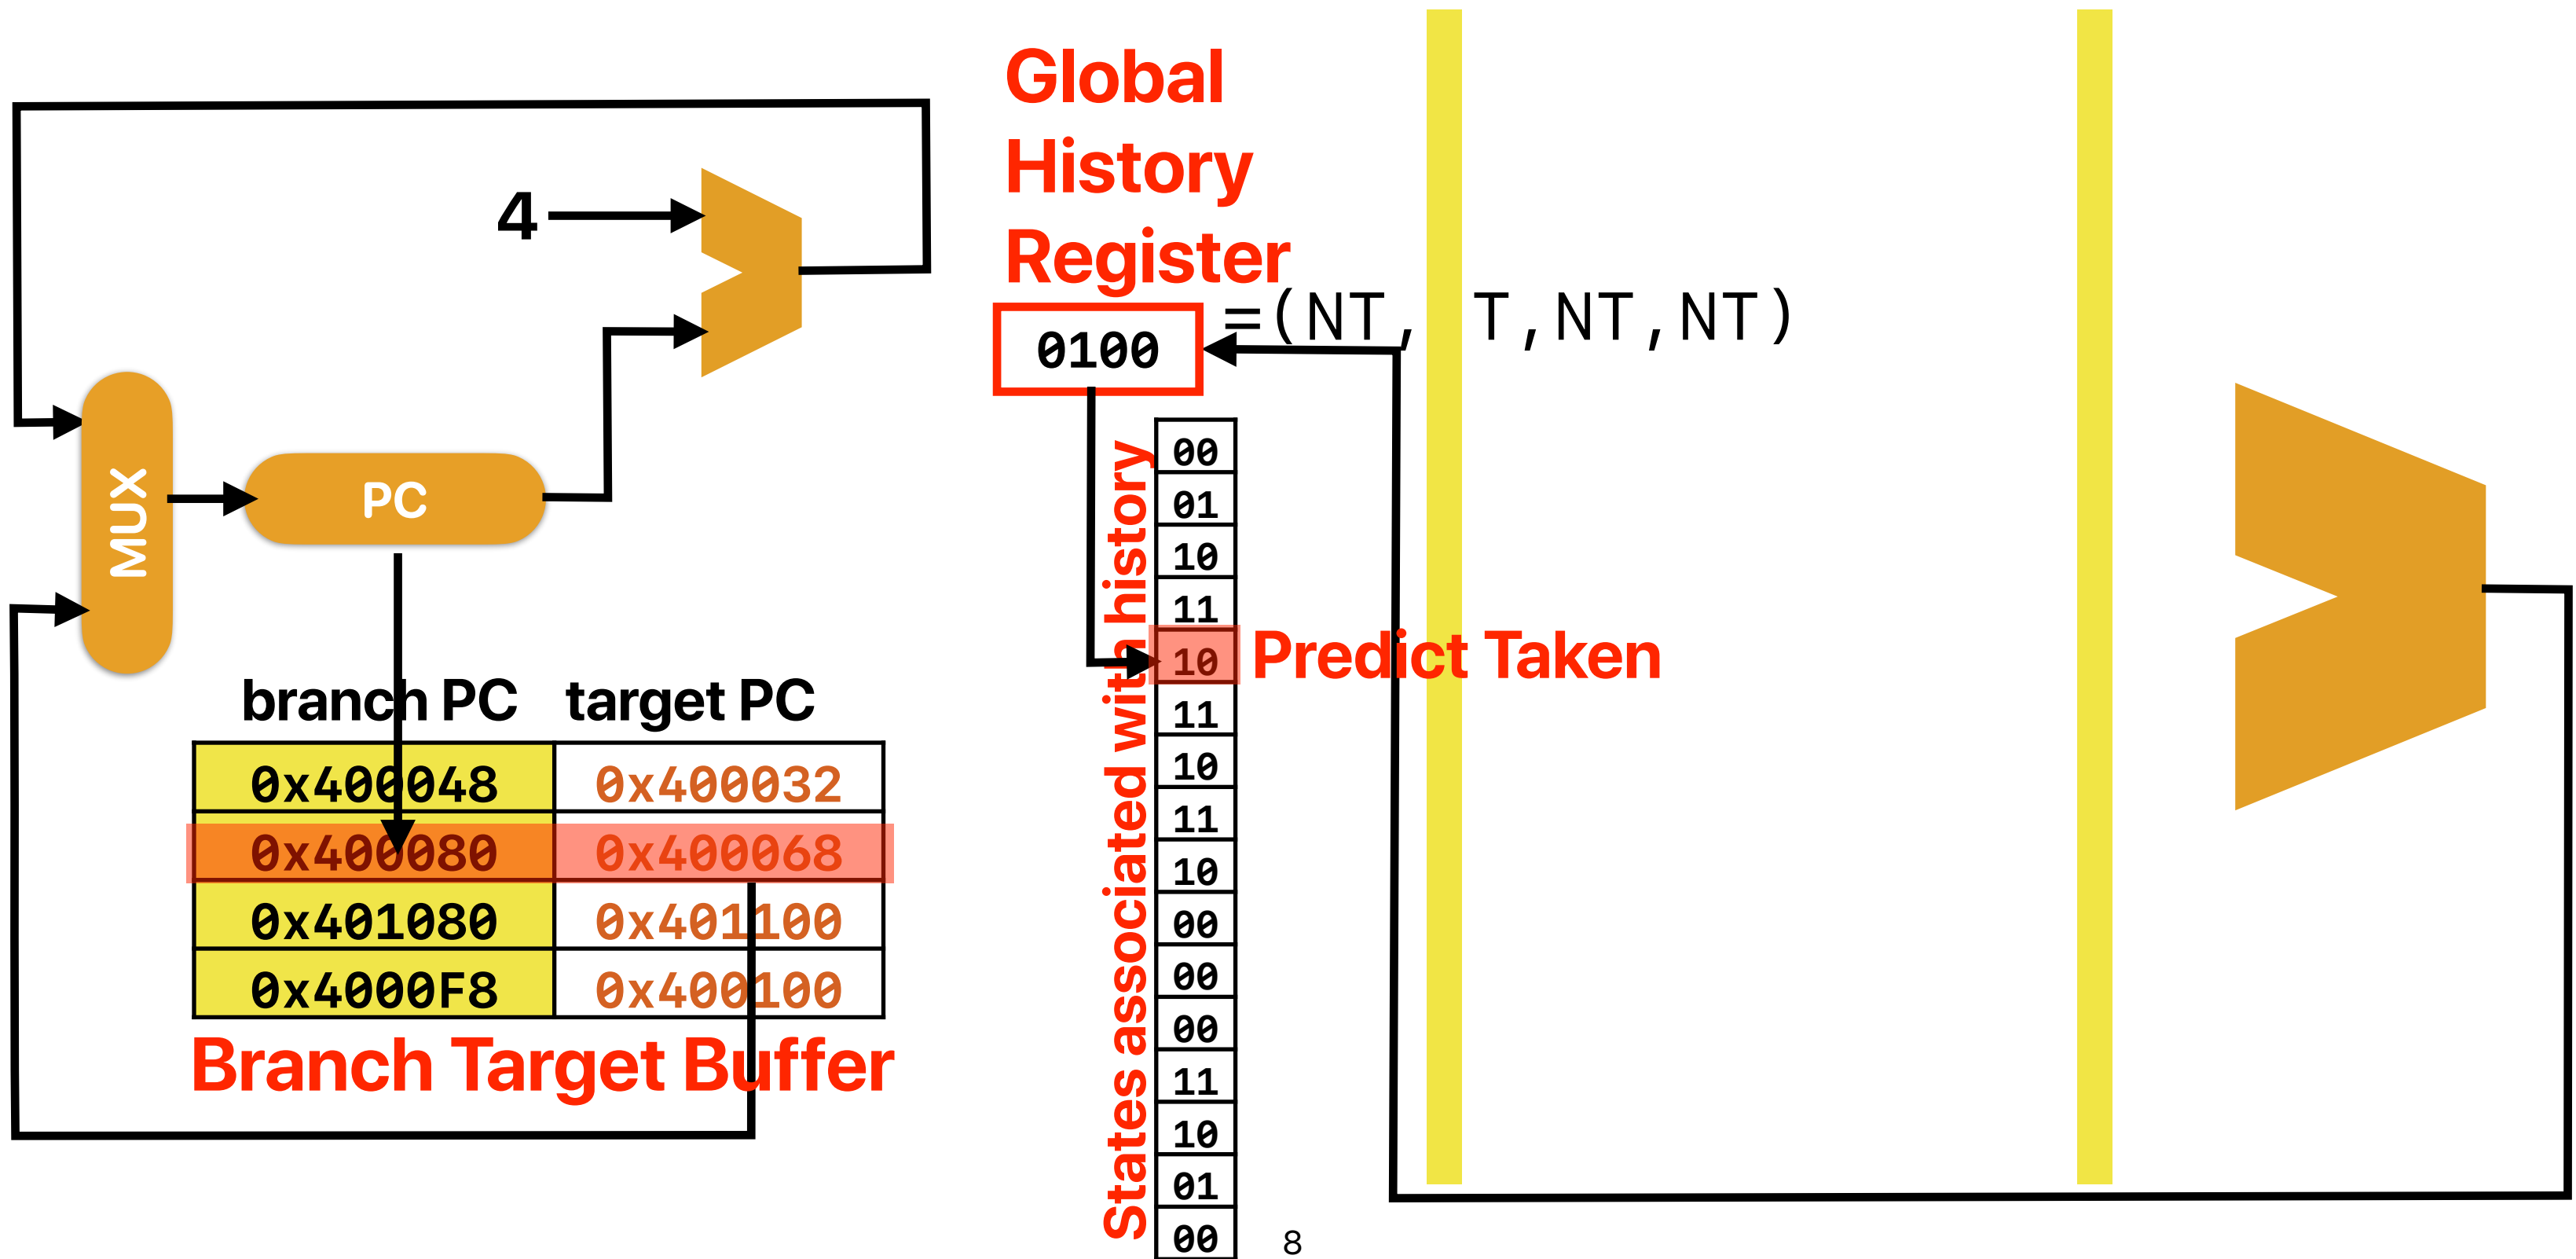 Global
History
Register
4
=(NT, T,NT,NT)
0100
MUX
PC
States associated with history
00
01
10
11
10
Predict Taken
11
10
11
10
00
00
00
11
10
01
00
branch PC target PC
0x400048 0x400032
0x400080 0x400068
0x401080 0x401100
0x4000F8 0x400100
Branch Target Buffer
8